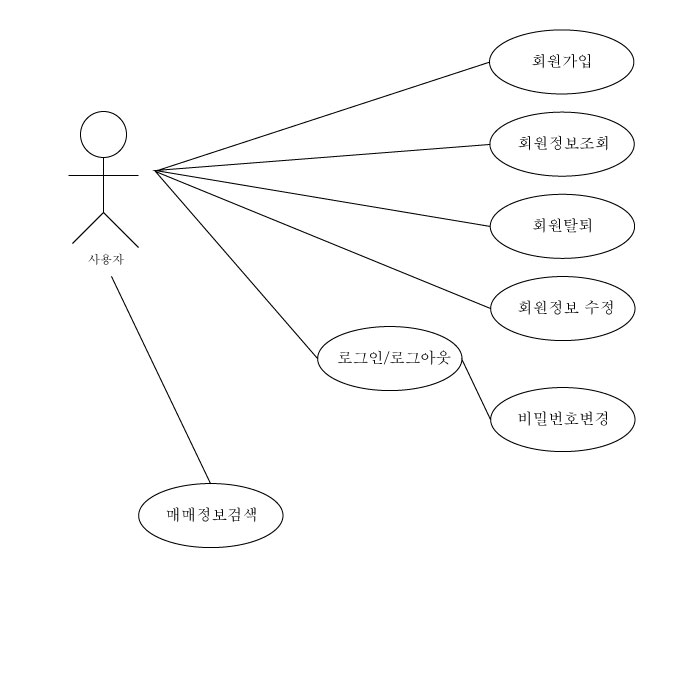 회원가입
회원정보조회
회원탈퇴
사용자
회원정보 수정
로그인/로그아웃
비밀번호변경
매매정보검색